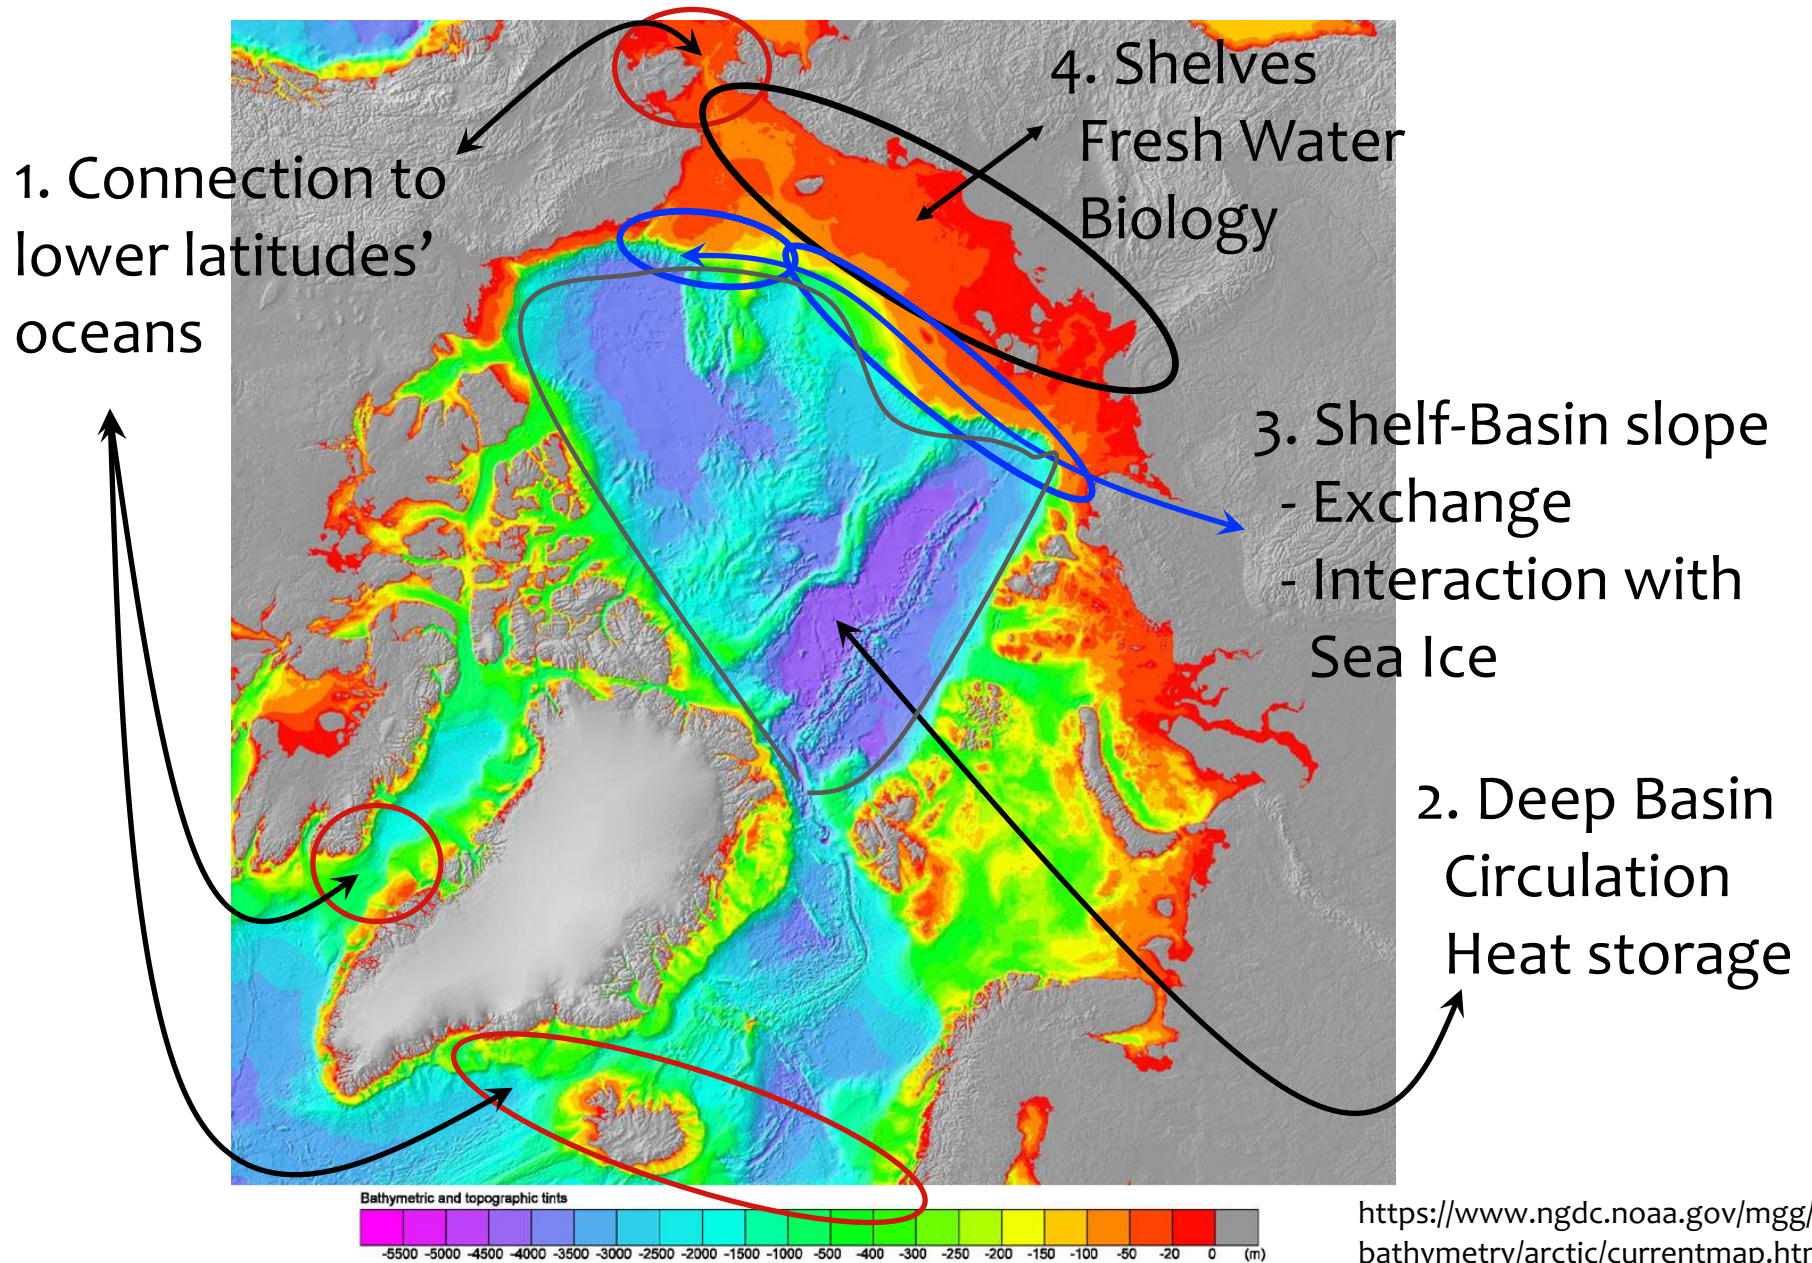 4. Shelves
Fresh Water
Biology
1. Connection to
lower latitudes’
oceans
3. Shelf-Basin slope
- Exchange
- Interaction with
Sea Ice
2. Deep Basin
Circulation
Heat storage
Bathymetric and topographic tints
-5500 -5000 -4500 -4000 -3500 -3000 -2500 -2000 -1500 -1000 -500 -400 -300 -250 -200 -150 -100 -50 -20 0 (m)
https://www.ngdc.noaa.gov/mgg/
bathymetry/arctic/currentmap.htm